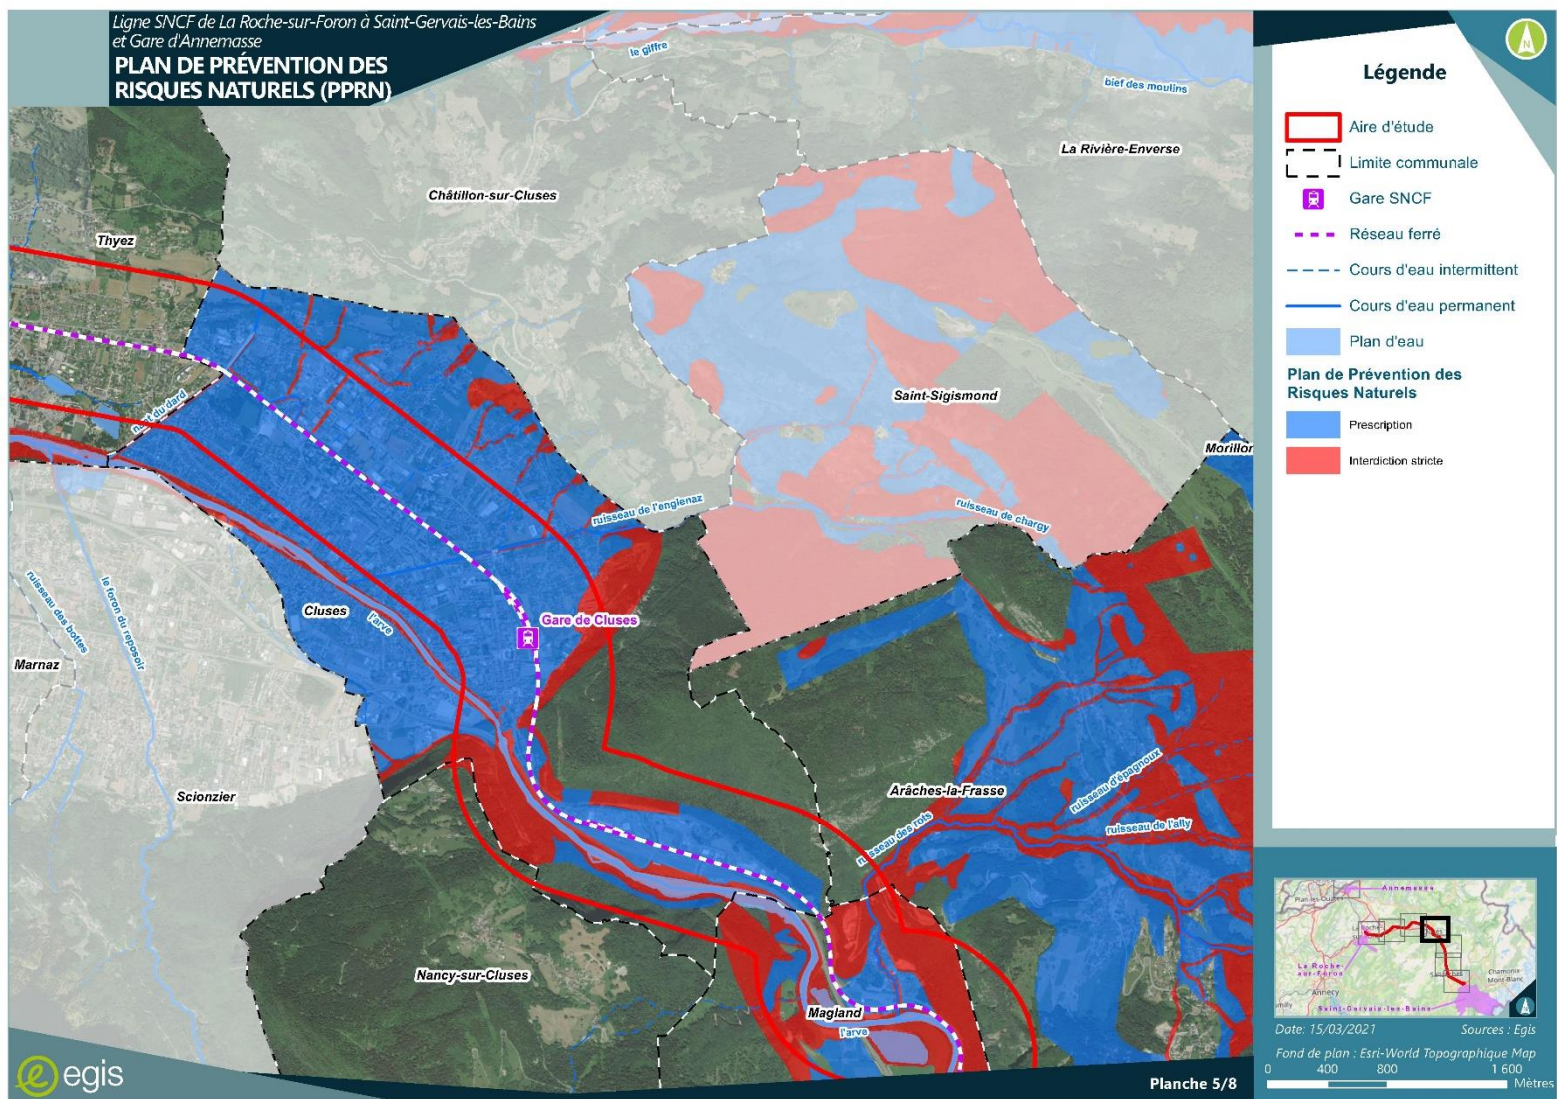 Ligne SNCF de La Roche-sur-Foron à Saint-Gervais-les-Bains
et Gare d'Annemasse
PLAN DE PRÉVENTION DES
RISQUES NATURELS (PPRN)
le giffre
bief des moulins
La Rivière-Enverse
Châtillon-sur-Cluses
Thyez
Saint-Sigismond
nant du dard
Morillon
ruisseau de l'englenaz
ruisseau de chargy
ruisseau des bottes
le foron du reposoir
Cluses
l'arve
Gare de Cluses
Marnaz
Scionzier
Arâches-la-Frasse
ruisseau d'épagnoux
ruisseau de l'ally
ruisseau des rots
Nancy-sur-Cluses
Magland
l'arve
egis
Planche 5/8
N
Légende
Aire d'étude
Limite communale
Gare SNCF
Réseau ferré
Cours d'eau intermittent
Cours d'eau permanent
Plan d'eau
Plan de Prévention des
Risques Naturels
Prescription
Interdiction stricte
Annemasse
La Roche-
sur-Foron
Annecy
Chamonix
Mont-Blanc
Saint-Gervais-les-Bains
Date: 15/03/2021
Sources : Egis
Fond de plan : Esri-World Topographique Map
0 400 800 1 600
Mètres